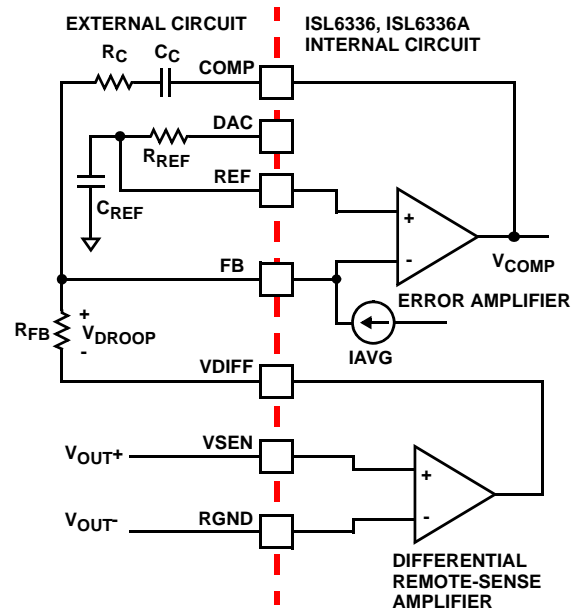 EXTERNAL CIRCUIT
ISL6336, ISL6336A
INTERNAL CIRCUIT
RC
CC
COMP
DAC
RREF
REF
CREF
+
-
VCOMP
FB
ERROR AMPLIFIER
IAVG
RFB
+
VDROOP
-
VDIFF
VOUT+
VSEN
+
-
VOUT-
RGND
DIFFERENTIAL
REMOTE-SENSE
AMPLIFIER